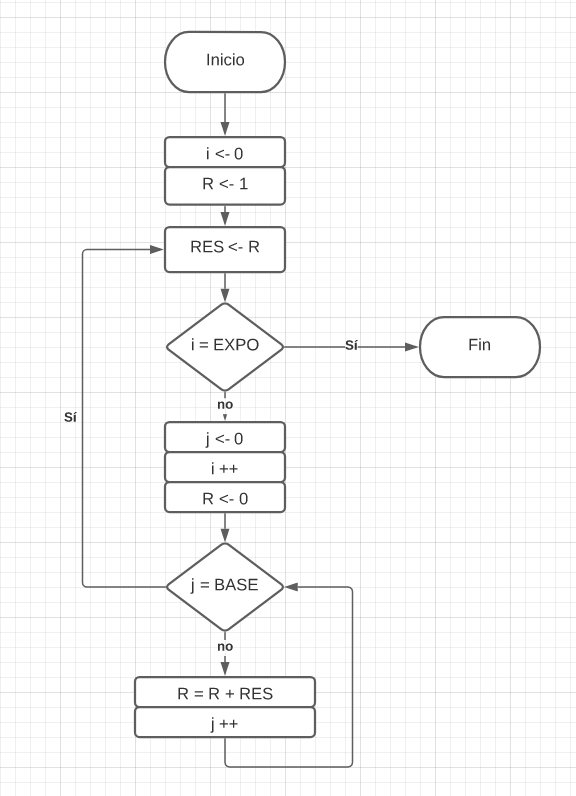 Inicio
i <- 0
R <- 1
RES <- R
i = EXPO
Sí
Fin
no
j <- 0
Sí
i ++
R <- 0
j = BASE
no
R = R + RES
j ++